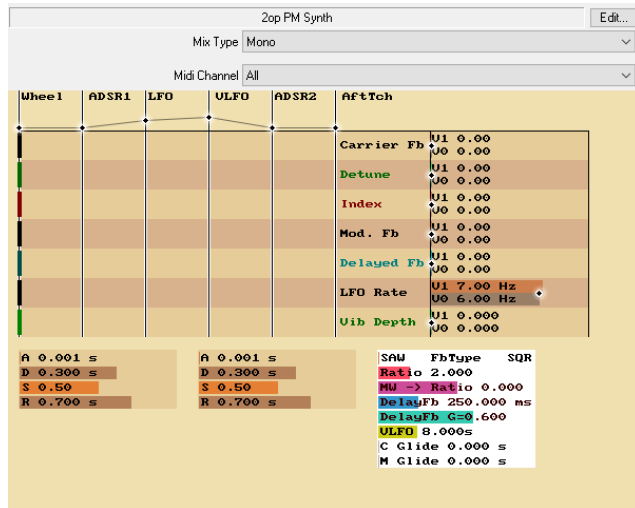 2op PM Synth Edit...
Mix Type Mono
Midi Channel All
Wheel ADSR1 LFO VLFO ADSR2 AftTch
Carrier Fb V1 0.00
V0 0.00
Detune V1 0.00
V0 0.00
Index V1 0.00
V0 0.00
Mod. Fb V1 0.00
V0 0.00
Delayed Fb V1 0.00
V0 0.00
LFO Rate V1 7.00 Hz
V0 6.00 Hz
Vib Depth V1 0.000
V0 0.000
A 0.001 s
D 0.300 s
S 0.50
R 0.700 s
A 0.001 s
D 0.300 s
S 0.50
R 0.700 s
SAW FbType SQR
Ratio 2.000
MW -> Ratio 0.000
DelayFb 250.000 ms
DelayFb G=0.600
VLFO 8.000s
C Glide 0.000 s
M Glide 0.000 s